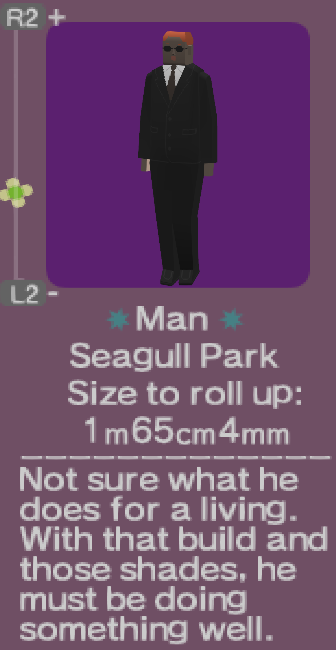 R2 +
L2 -
Man
Seagull Park
Size to roll up:
1m65cm4mm
Not sure what he
does for a living.
With that build and
those shades, he
must be doing
something well.